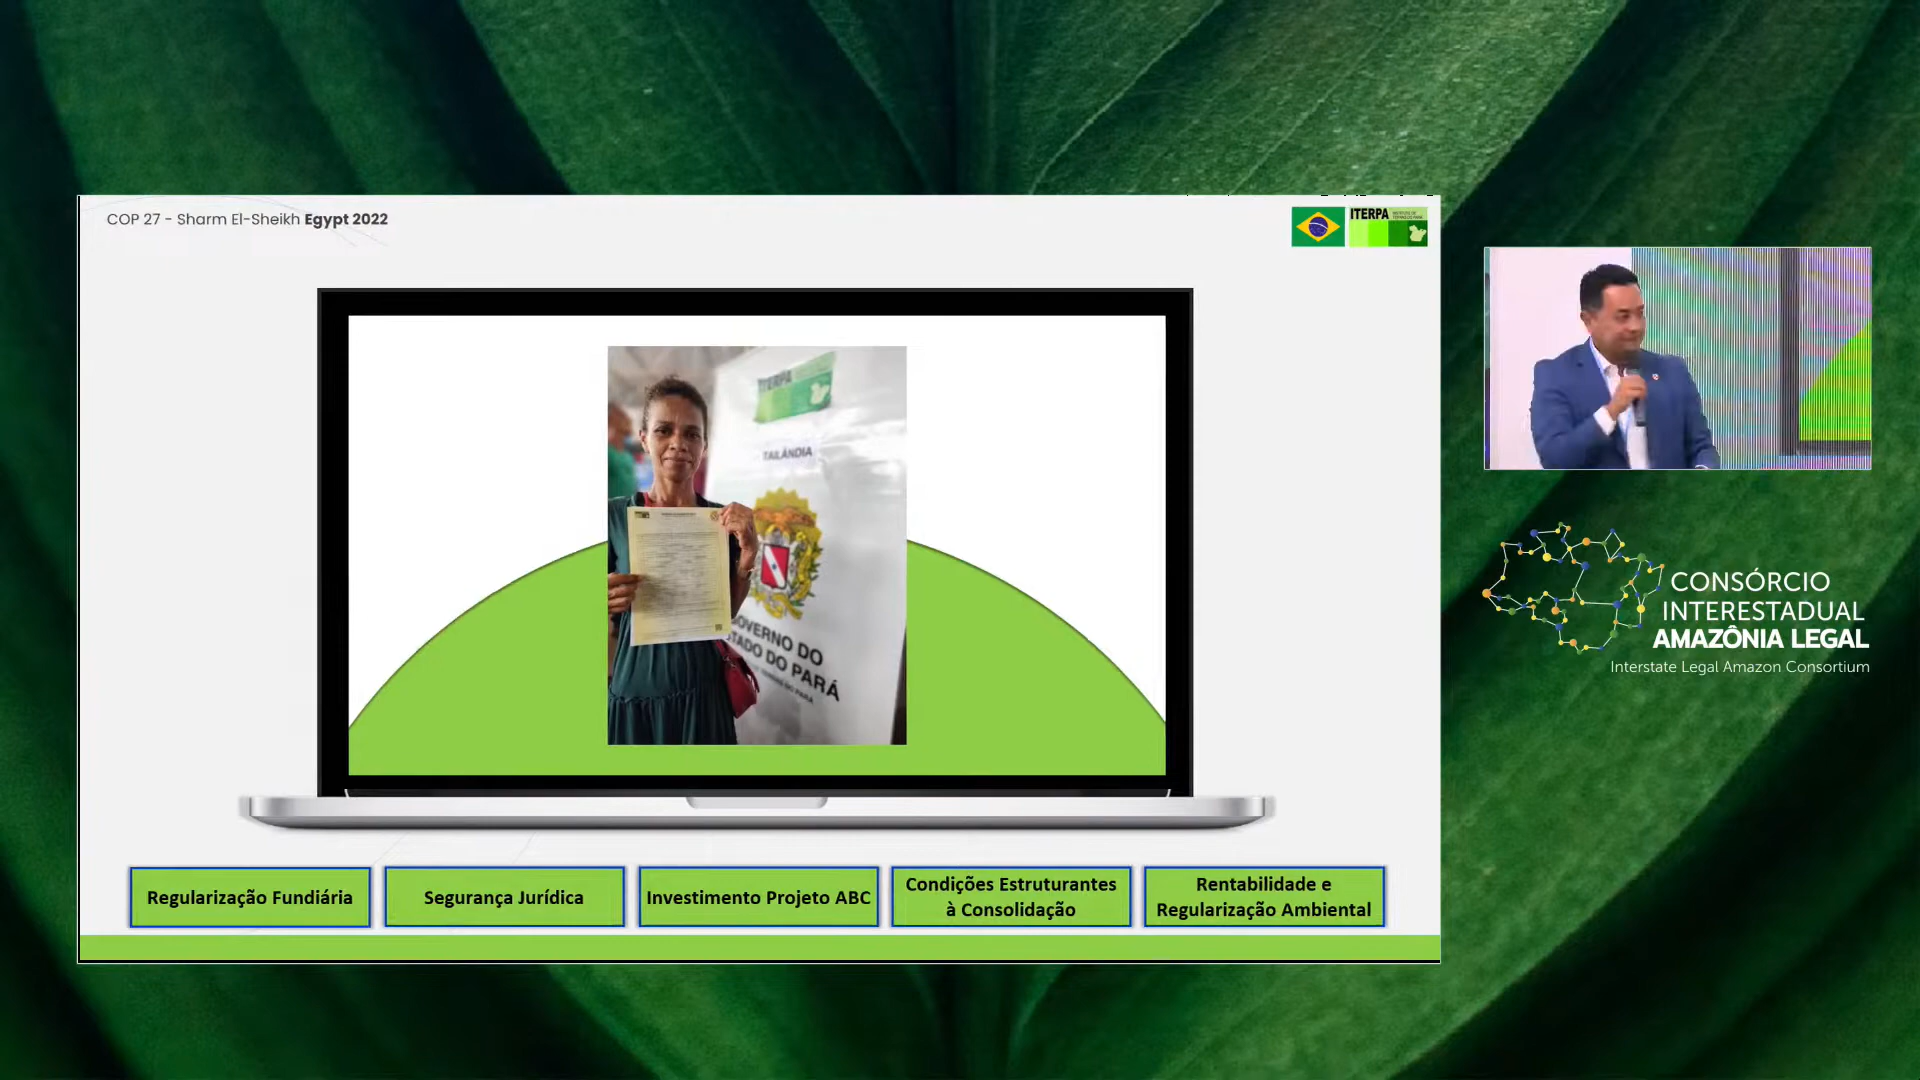 COP 27 - Sharm El-Sheikh Egypt 2022
ITERPA
ITERPA
TAILÂNDIA
GOVERNO DO
ESTADO DO PARÁ
Regularização Fundiária
Segurança Jurídica
Investimento Projeto ABC
Condições Estruturantes
à Consolidação
Rentabilidade e
Regularização Ambiental
CONSÓRCIO
INTERESTADUAL
AMAZÔNIA LEGAL
Interstate Legal Amazon Consortium